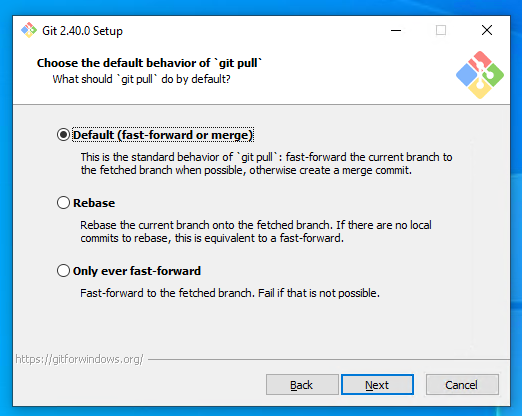 Git 2.40.0 Setup
Choose the default behavior of `git pull`
What should `git pull` do by default?
Default (fast-forward or merge)
This is the standard behavior of `git pull`: fast-forward the current branch to
the fetched branch when possible, otherwise create a merge commit.
Rebase
Rebase the current branch onto the fetched branch. If there are no local
commits to rebase, this is equivalent to a fast-forward.
Only ever fast-forward
Fast-forward to the fetched branch. Fail if that is not possible.
https://gitforwindows.org/
Back Next Cancel